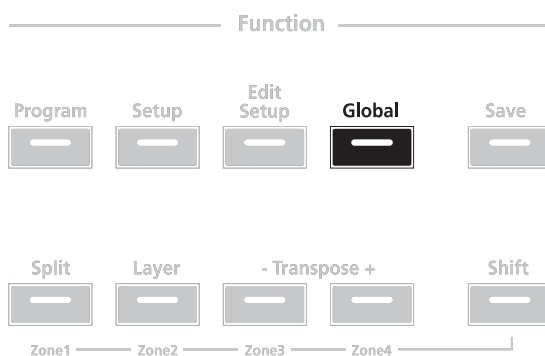 Function
Program Setup Edit Setup Global Save
Split Layer - Transpose + Shift
Zone1 Zone2 Zone3 Zone4